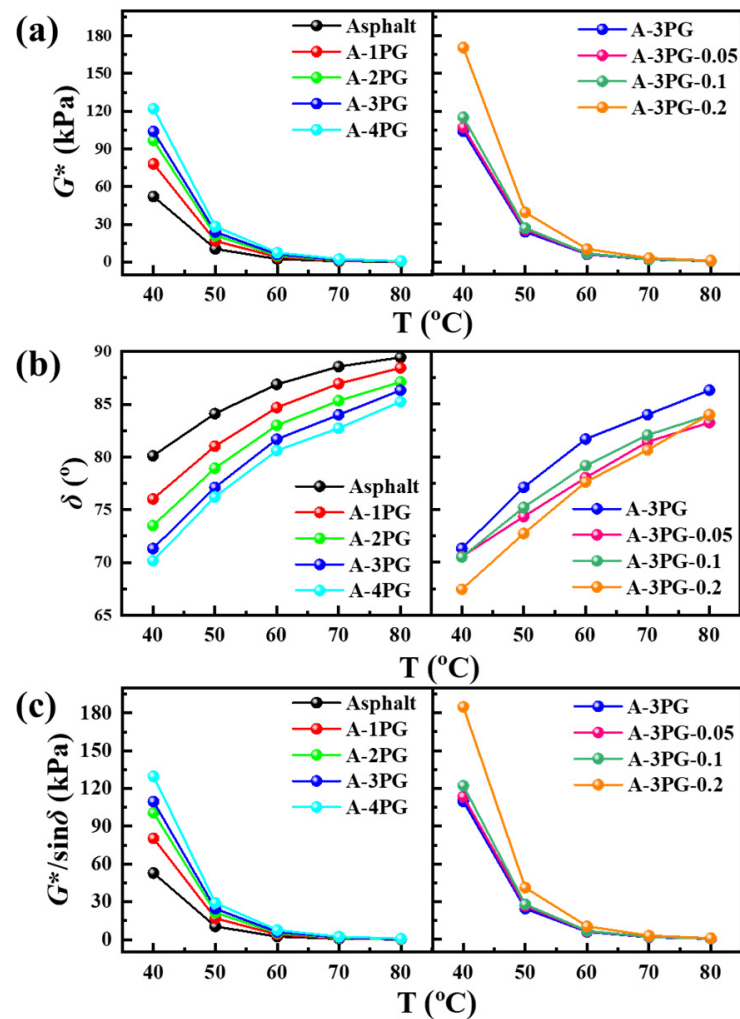 (a)
G* (kPa)
180
150
120
90
60
30
0
Asphalt
A-1PG
A-2PG
A-3PG
A-4PG
A-3PG
A-3PG-0.05
A-3PG-0.1
A-3PG-0.2
40 50 60 70 80 40 50 60 70 80
T (°C)
(b)
δ (°)
90
85
80
75
70
65
Asphalt
A-1PG
A-2PG
A-3PG
A-4PG
A-3PG
A-3PG-0.05
A-3PG-0.1
A-3PG-0.2
40 50 60 70 80 40 50 60 70 80
T (°C)
(c)
G*/sinδ (kPa)
180
150
120
90
60
30
0
Asphalt
A-1PG
A-2PG
A-3PG
A-4PG
A-3PG
A-3PG-0.05
A-3PG-0.1
A-3PG-0.2
40 50 60 70 80 40 50 60 70 80
T (°C)